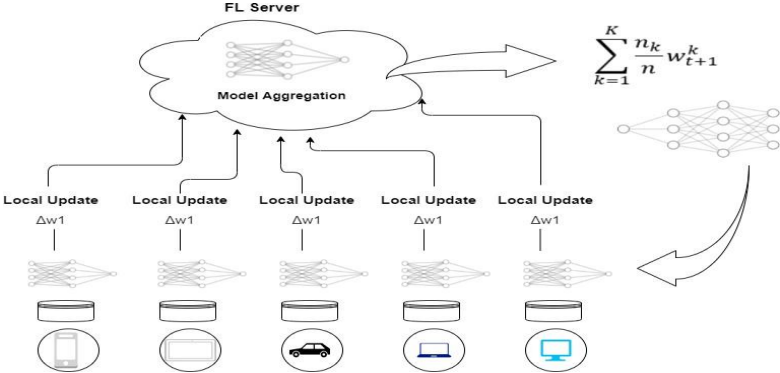 FL Server
K
∑ n_k/n w^k_{t+1}
k=1
Model Aggregation
Local Update Local Update Local Update Local Update Local Update
Δw1 Δw1 Δw1 Δw1 Δw1